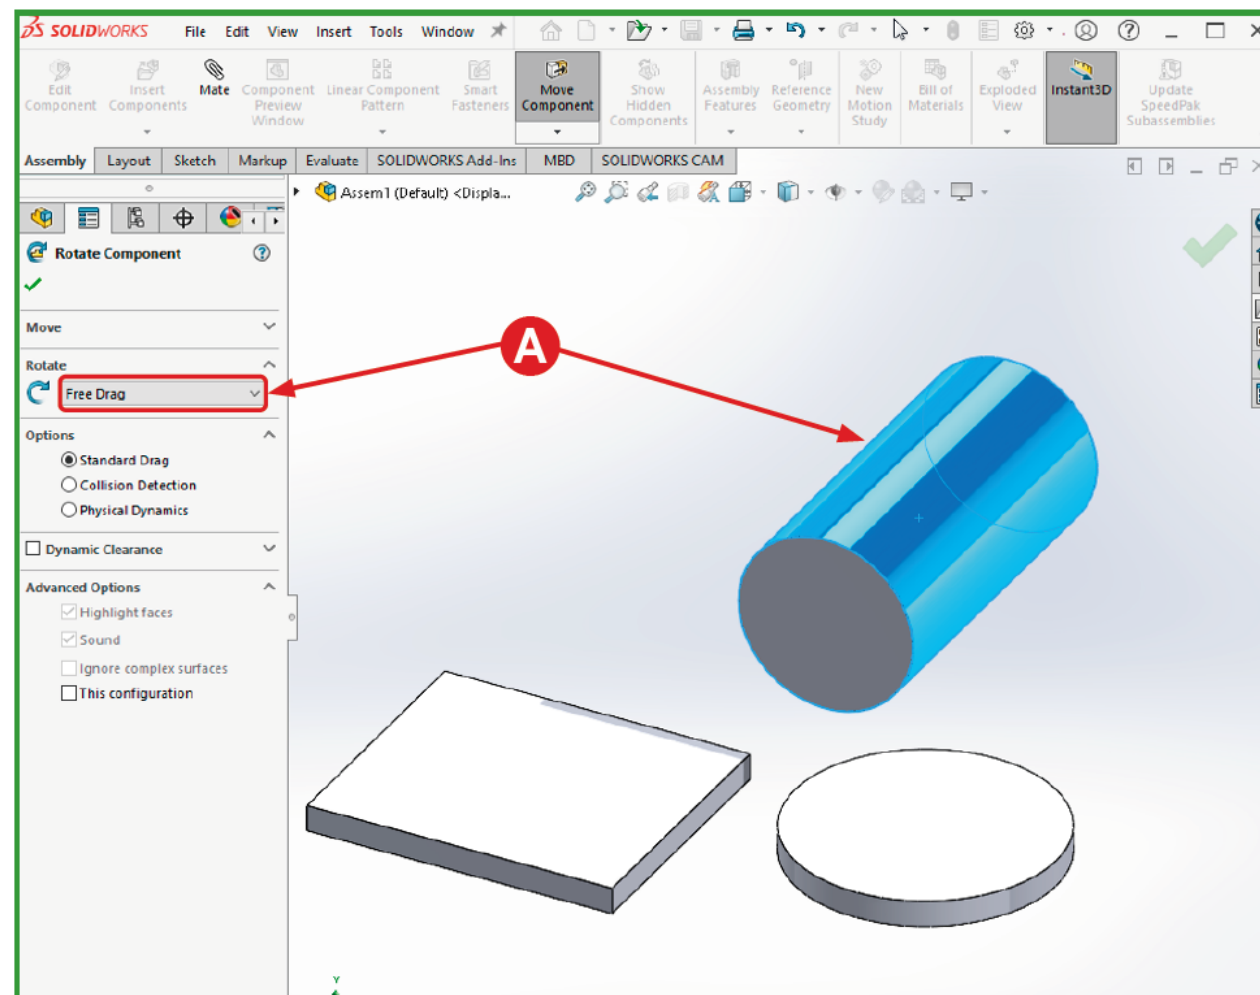 SOLIDWORKS File Edit View Insert Tools Window
Edit Component
Insert Components
Mate
Component Preview Window
Linear Component Pattern
Smart Fasteners
Move Component
Show Hidden Components
Assembly Features
Reference Geometry
New Motion Study
Bill of Materials
Exploded View
Instant3D
Update SpeedPak Subassemblies
Assembly Layout Sketch Markup Evaluate SOLIDWORKS Add-Ins MBD SOLIDWORKS CAM
Assem1 (Default) <Displa...
Rotate Component
Move
Rotate
Free Drag
Options
Standard Drag
Collision Detection
Physical Dynamics
Dynamic Clearance
Advanced Options
Highlight faces
Sound
Ignore complex surfaces
This configuration
A
Y